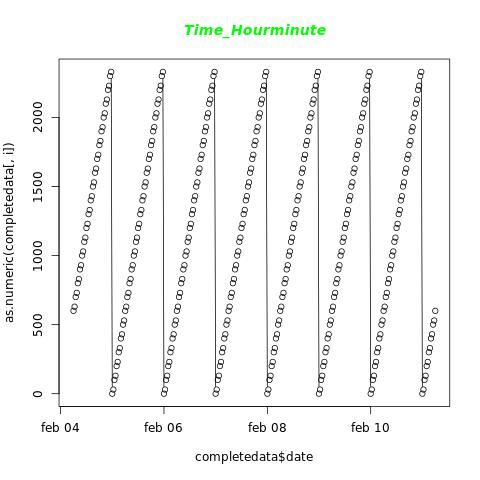 Time_Hourminute
as.numeric(completedata[, i])
2000
1500
1000
500
0
feb 04
feb 06
feb 08
feb 10
completedata$date